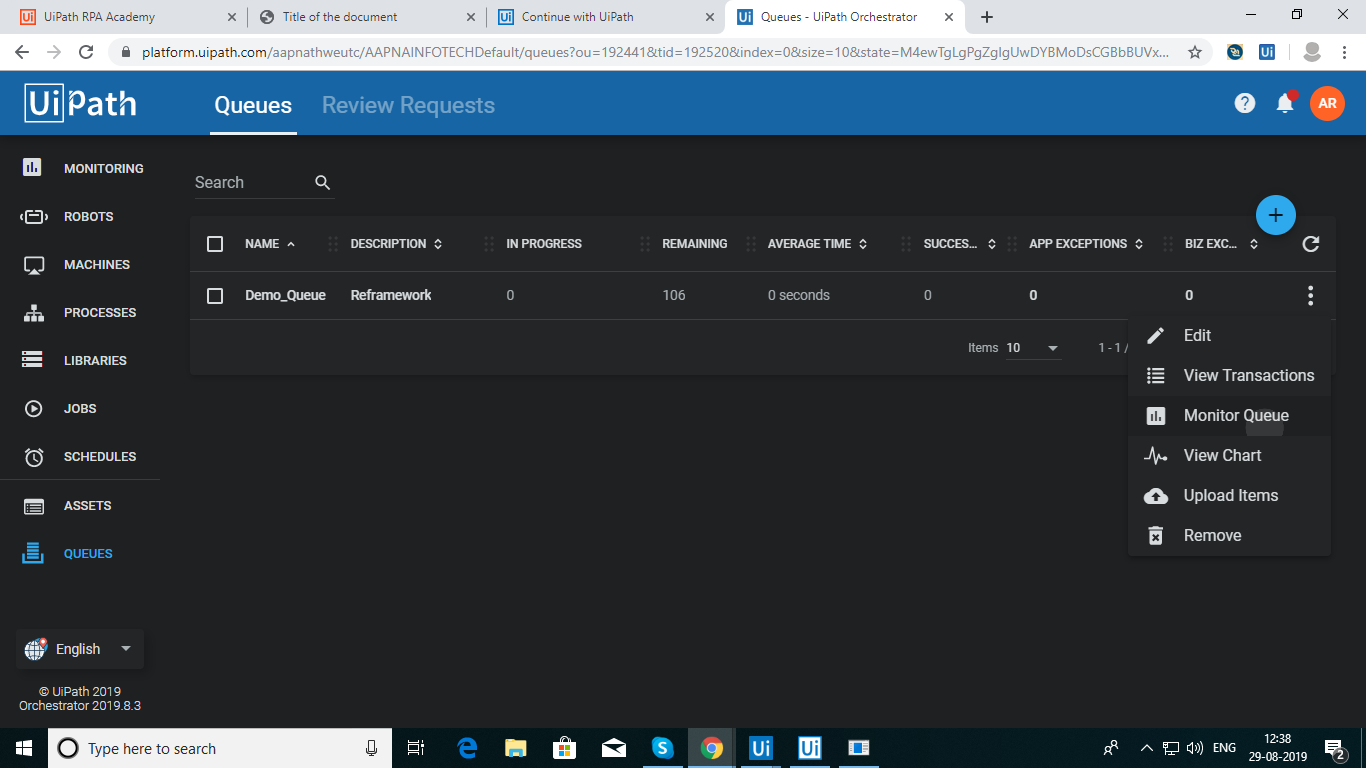 UiPath RPA Academy
Title of the document
Continue with UiPath
Queues - UiPath Orchestrator
platform.uipath.com/aapnathweutc/AAPNAINFOTECHDefault/queues?ou=192441&tid=192520&index=0&size=10&state=M4ewTgLgPgZglgUwDYBMoDsCGBbBUVx...
UiPath
Queues
Review Requests
?
AR
MONITORING
ROBOTS
MACHINES
PROCESSES
LIBRARIES
JOBS
SCHEDULES
ASSETS
QUEUES
English
© UiPath 2019
Orchestrator 2019.8.3
Search
NAME DESCRIPTION IN PROGRESS REMAINING AVERAGE TIME SUCCES... APP EXCEPTIONS BIZ EXC...
Demo_Queue Reframework 0 106 0 seconds 0 0 0
Items 10 1 - 1 /
Edit
View Transactions
Monitor Queue
View Chart
Upload Items
Remove
Type here to search
ENG
12:38
29-08-2019
2